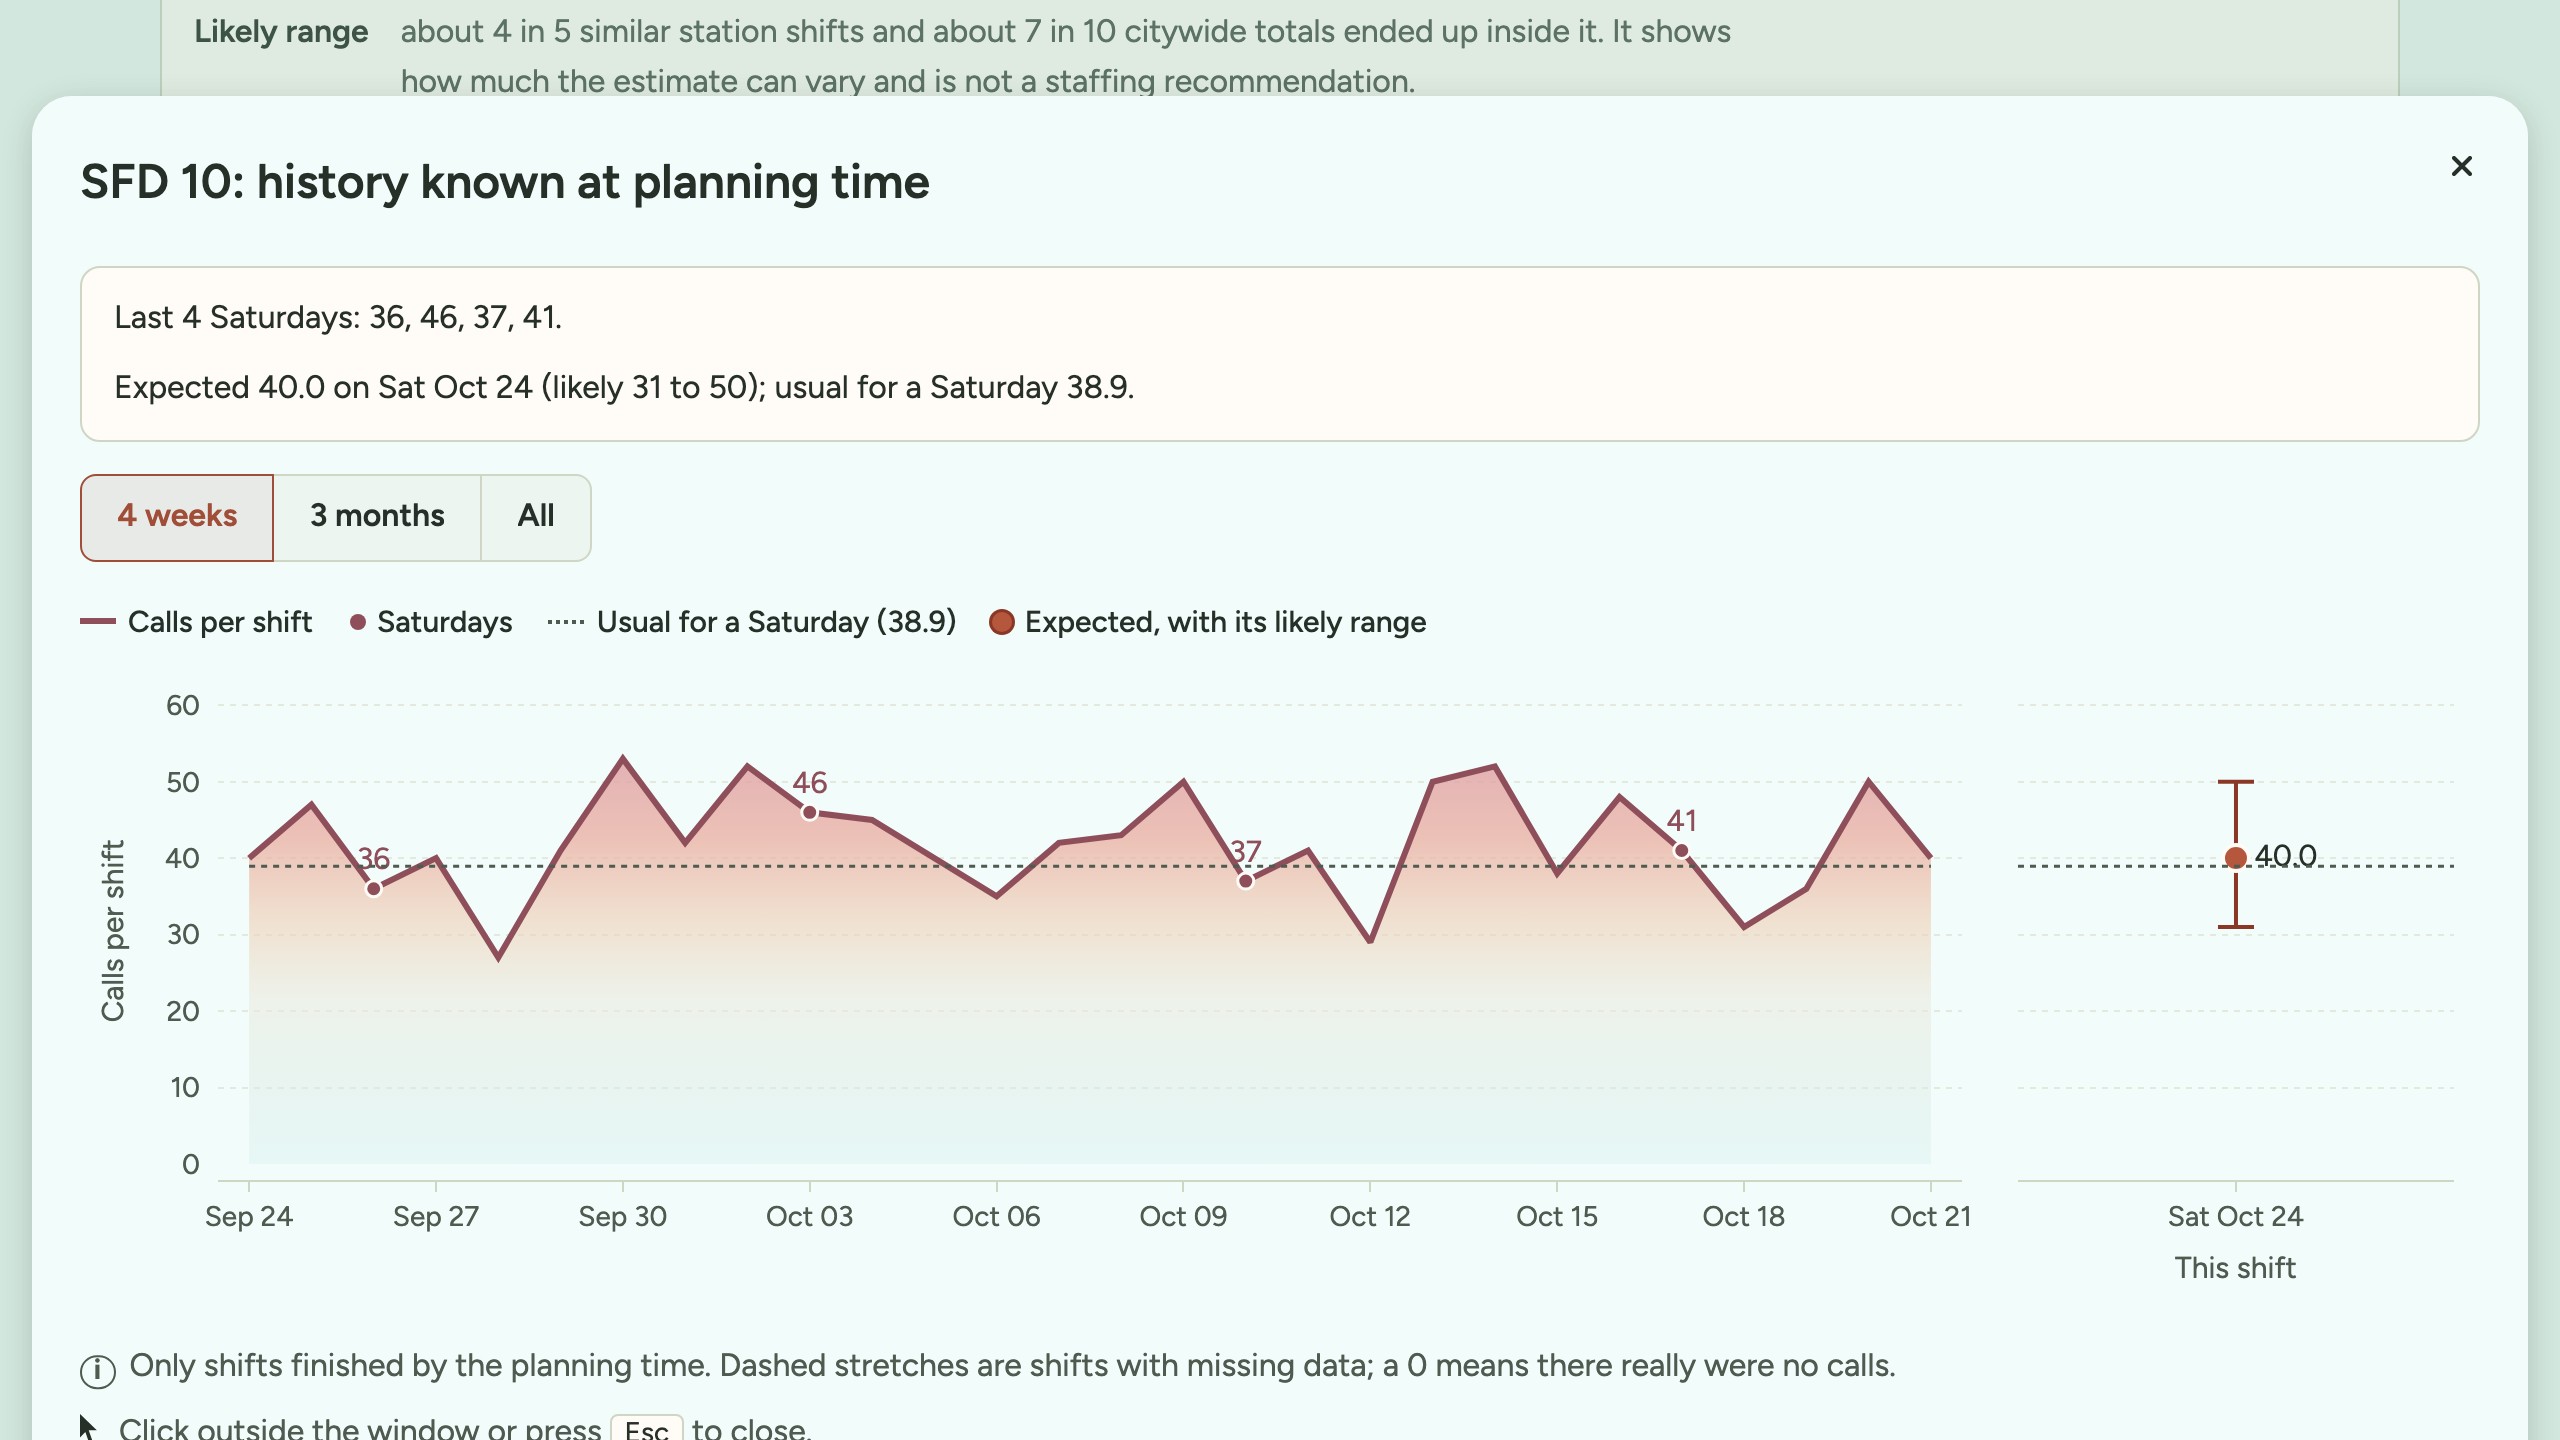 Likely range about 4 in 5 similar station shifts and about 7 in 10 citywide totals ended up inside it. It shows
how much the estimate can vary and is not a staffing recommendation.
SFD 10: history known at planning time
Last 4 Saturdays: 36, 46, 37, 41.
Expected 40.0 on Sat Oct 24 (likely 31 to 50); usual for a Saturday 38.9.
4 weeks 3 months All
Calls per shift Saturdays Usual for a Saturday (38.9) Expected, with its likely range
Calls per shift
60
50
40
30
20
10
0
36
46
37
41
40.0
Sep 24 Sep 27 Sep 30 Oct 03 Oct 06 Oct 09 Oct 12 Oct 15 Oct 18 Oct 21 Sat Oct 24
This shift
Only shifts finished by the planning time. Dashed stretches are shifts with missing data; a 0 means there really were no calls.
Click outside the window or press Esc to close.